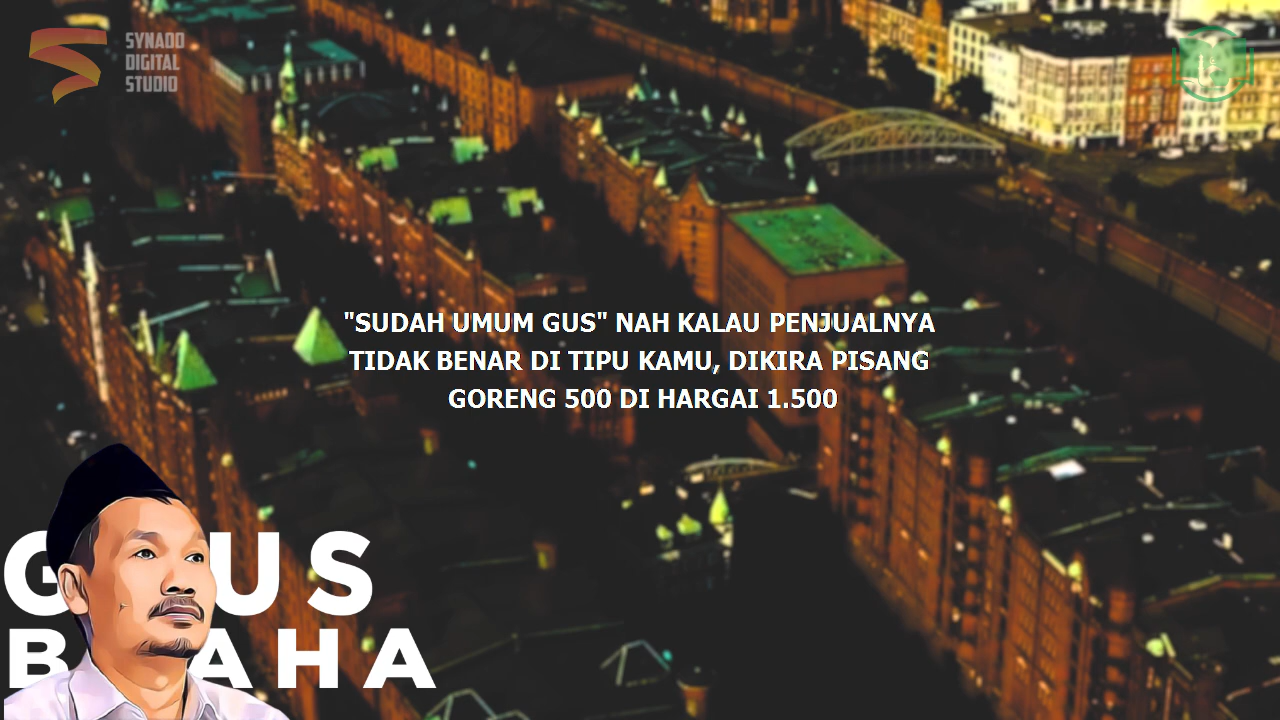 SYNADO
DIGITAL
STUDIO
"SUDAH UMUM GUS" NAH KALAU PENJUALNYA
TIDAK BENAR DI TIPU KAMU, DIKIRA PISANG
GORENG 500 DI HARGAI 1.500
GUS
BAHA